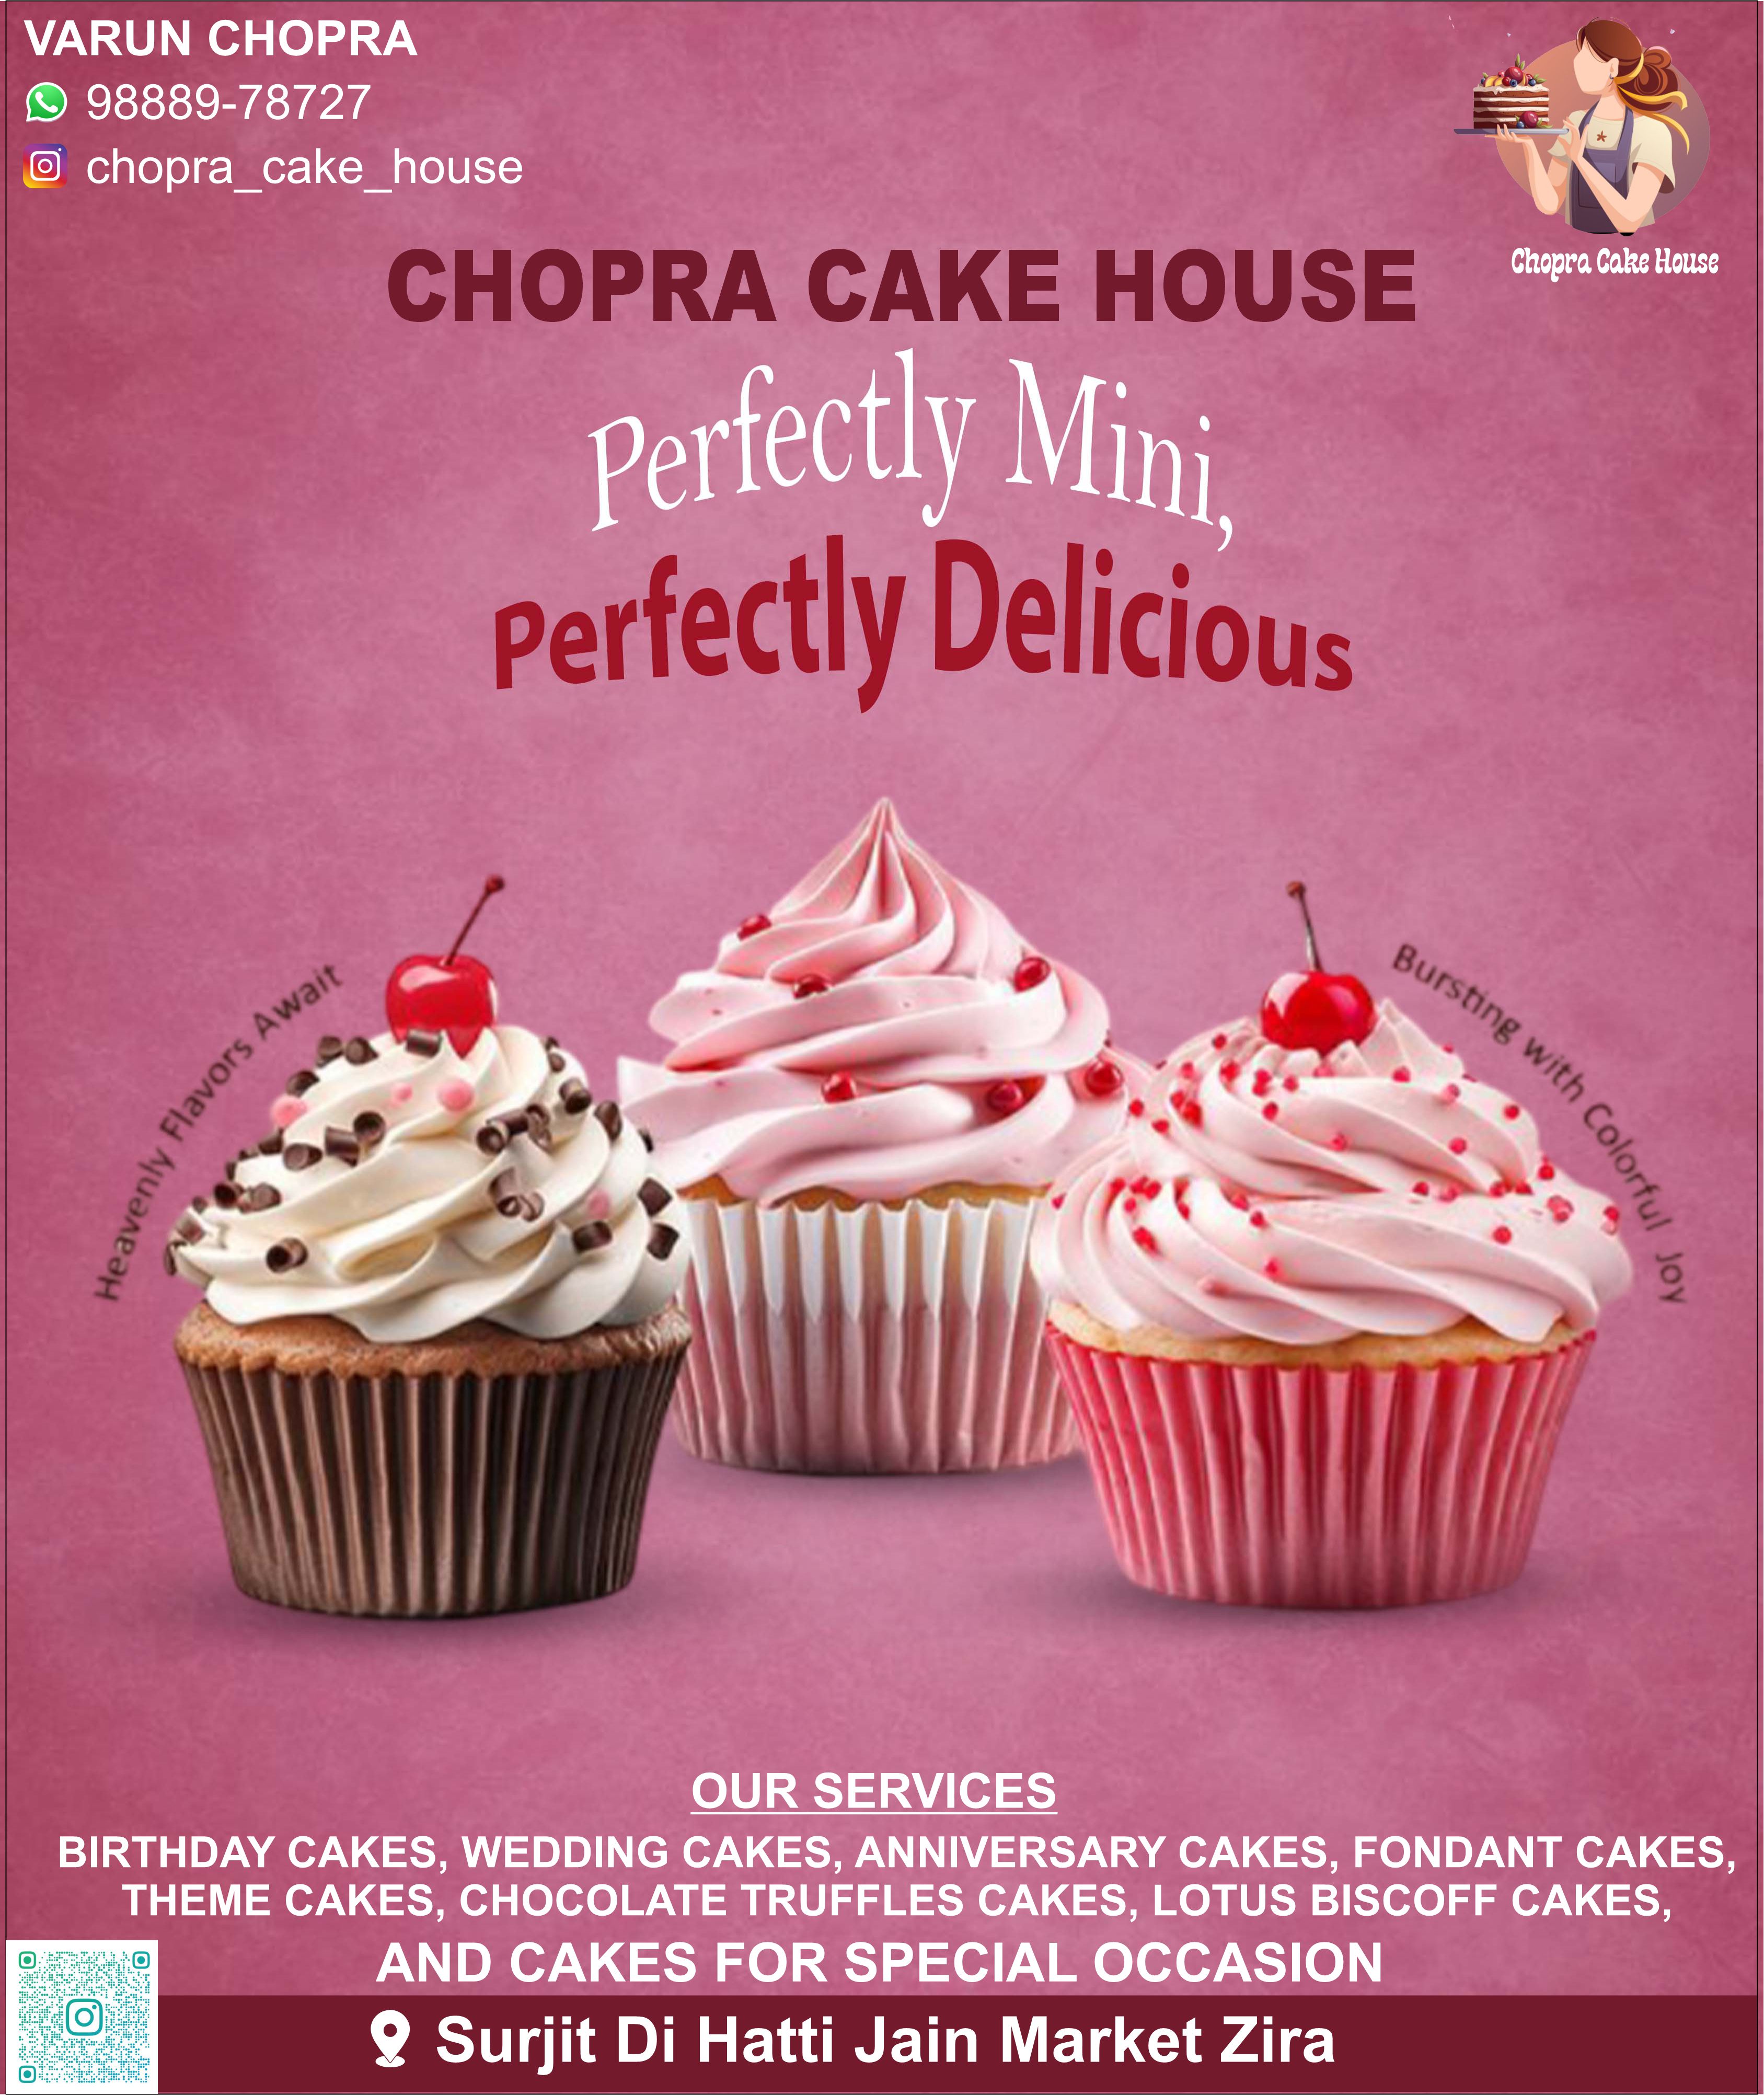 VARUN CHOPRA
98889-78727
chopra_cake_house
Chopra Cake House
CHOPRA CAKE HOUSE
Perfectly Mini,
Perfectly Delicious
Heavenly Flavors Await
Bursting with Colorful Joy
OUR SERVICES
BIRTHDAY CAKES, WEDDING CAKES, ANNIVERSARY CAKES, FONDANT CAKES,
THEME CAKES, CHOCOLATE TRUFFLES CAKES, LOTUS BISCOFF CAKES,
AND CAKES FOR SPECIAL OCCASION
Surjit Di Hatti Jain Market Zira